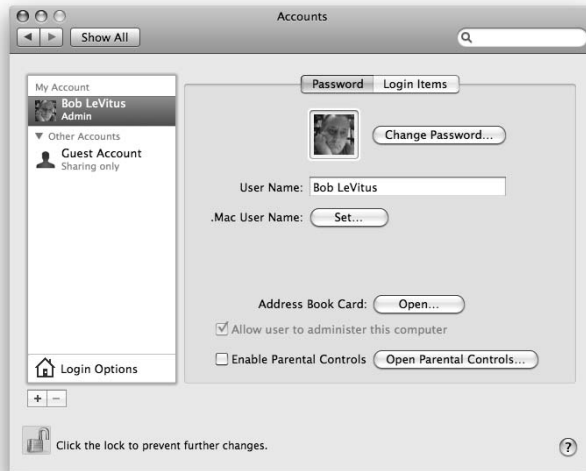 Accounts
Show All
My Account
Bob LeVitus
Admin
Other Accounts
Guest Account
Sharing only
Login Options
+ −
Password Login Items
Change Password...
User Name: Bob LeVitus
.Mac User Name: Set...
Address Book Card: Open...
Allow user to administer this computer
Enable Parental Controls Open Parental Controls...
Click the lock to prevent further changes.
?